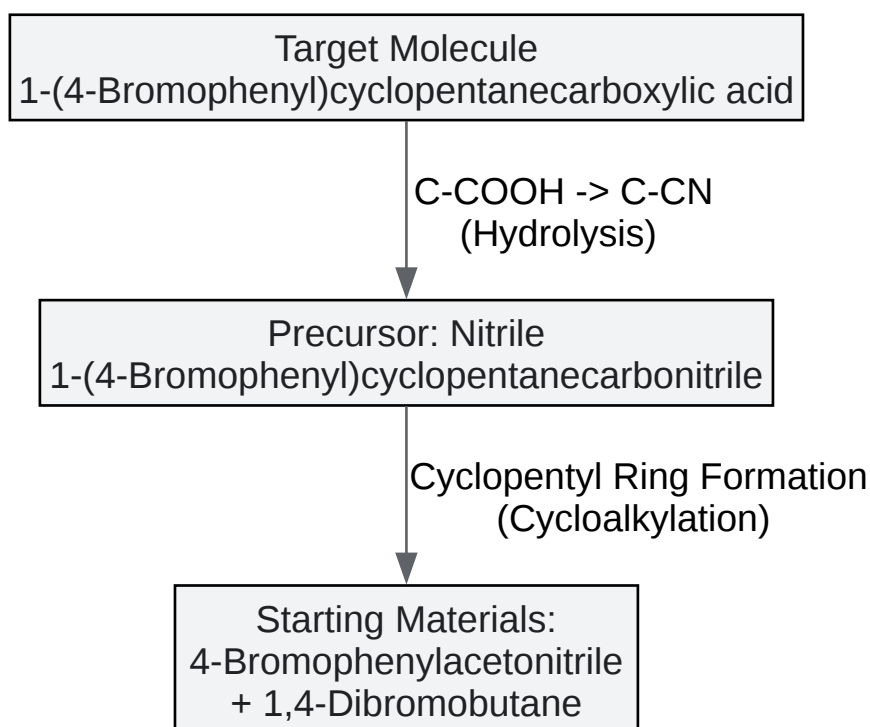 Target Molecule
1-(4-Bromophenyl)cyclopentanecarboxylic acid
C-COOH -> C-CN
(Hydrolysis)
Precursor: Nitrile
1-(4-Bromophenyl)cyclopentanecarbonitrile
Cyclopentyl Ring Formation
(Cycloalkylation)
Starting Materials:
4-Bromophenylacetonitrile
+ 1,4-Dibromobutane